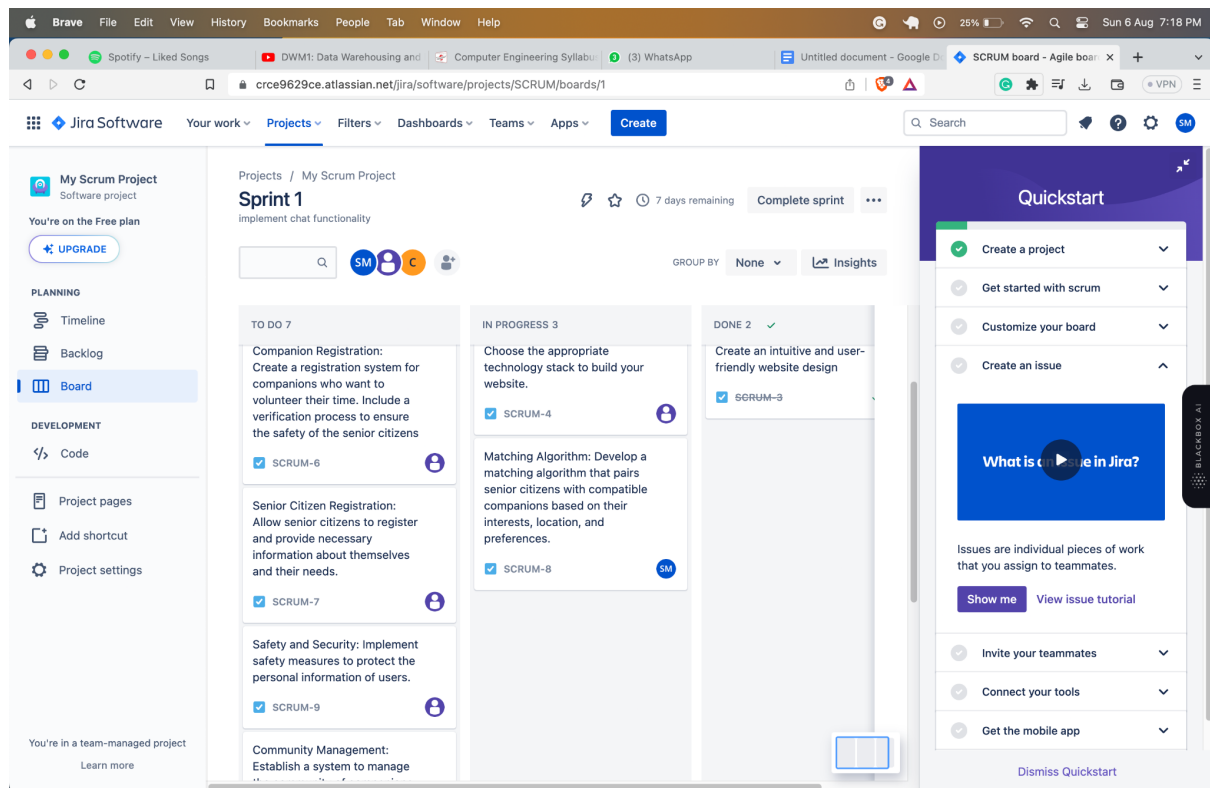 Brave File Edit View History Bookmarks People Tab Window Help 25% Sun 6 Aug 7:18 PM
Spotify – Liked Songs DWM1: Data Warehousing and Computer Engineering Syllabu (3) WhatsApp Untitled document - Google D SCRUM board - Agile boar
crce9629ce.atlassian.net/jira/software/projects/SCRUM/boards/1 VPN
Jira Software Your work Projects Filters Dashboards Teams Apps Create Search SM
My Scrum Project
Software project
You're on the Free plan
UPGRADE
PLANNING
Timeline
Backlog
Board
DEVELOPMENT
Code
Project pages
Add shortcut
Project settings
You're in a team-managed project
Learn more
Projects / My Scrum Project
Sprint 1
implement chat functionality
7 days remaining Complete sprint
SM C
GROUP BY None Insights
TO DO 7
Companion Registration:
Create a registration system for
companions who want to
volunteer their time. Include a
verification process to ensure
the safety of the senior citizens
SCRUM-6
Senior Citizen Registration:
Allow senior citizens to register
and provide necessary
information about themselves
and their needs.
SCRUM-7
Safety and Security: Implement
safety measures to protect the
personal information of users.
SCRUM-9
Community Management:
Establish a system to manage
IN PROGRESS 3
Choose the appropriate
technology stack to build your
website.
SCRUM-4
Matching Algorithm: Develop a
matching algorithm that pairs
senior citizens with compatible
companions based on their
interests, location, and
preferences.
SCRUM-8 SM
DONE 2
Create an intuitive and user-
friendly website design
SCRUM-3
Quickstart
Create a project
Get started with scrum
Customize your board
Create an issue
What is an issue in Jira?
Issues are individual pieces of work
that you assign to teammates.
Show me View issue tutorial
Invite your teammates
Connect your tools
Get the mobile app
Dismiss Quickstart
BLACKBOX AI